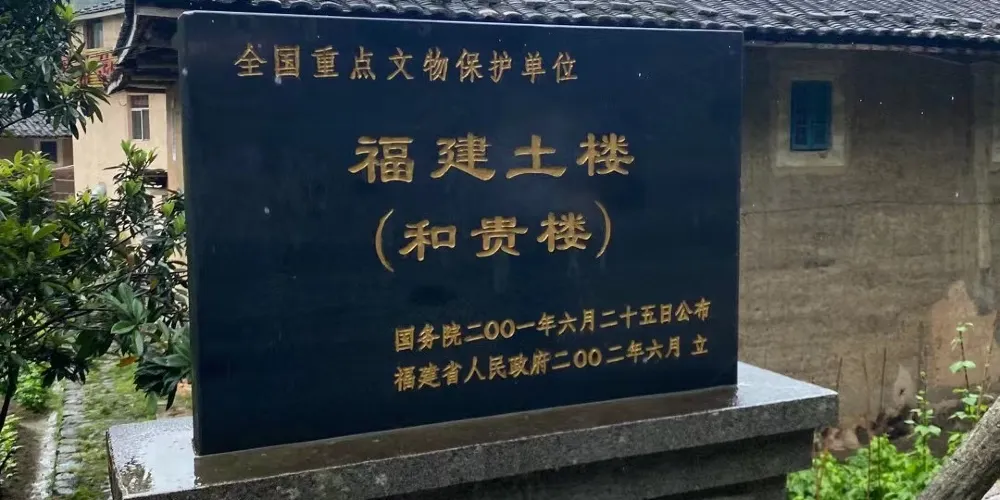 全国重点文物保护单位
福建土楼
(和贵楼)
国务院二〇〇一年六月二十五日公布
福建省人民政府二〇〇二年六月 立